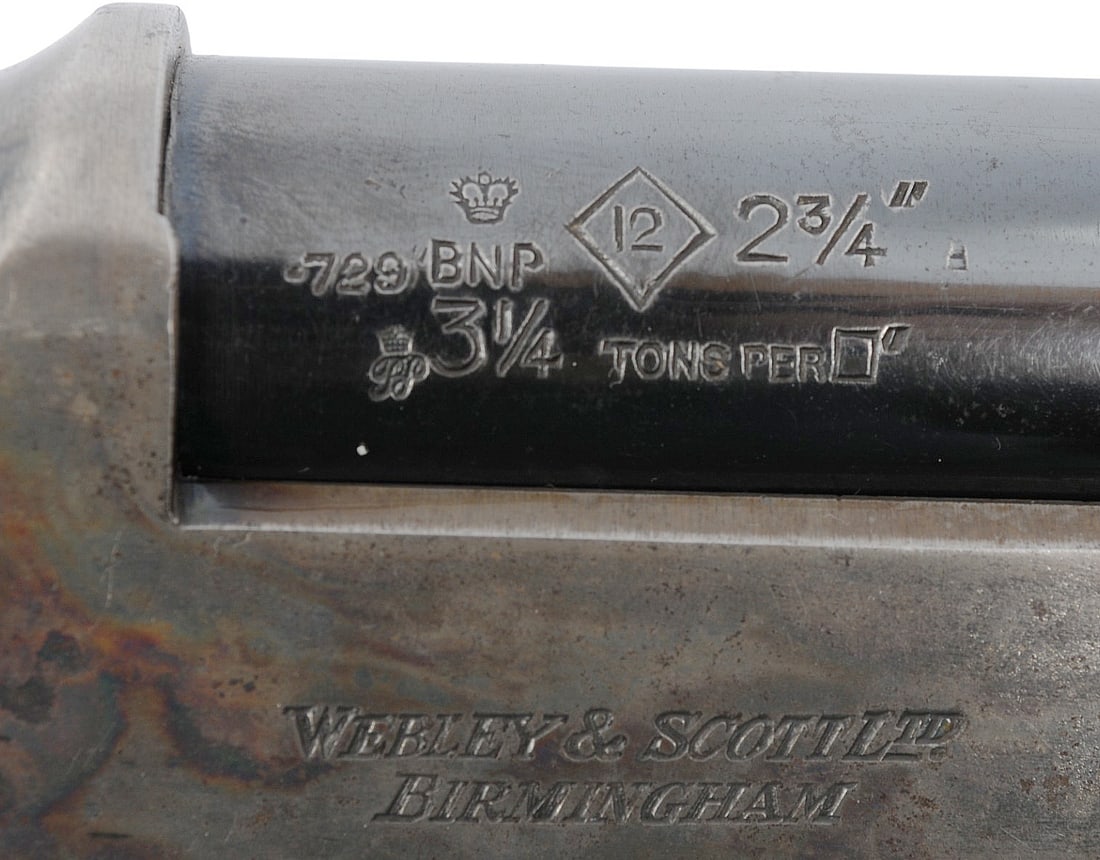 12 2¾"
.729" BNP
3¼ TONS PER □"
WEBLEY & SCOTT LTD.
BIRMINGHAM